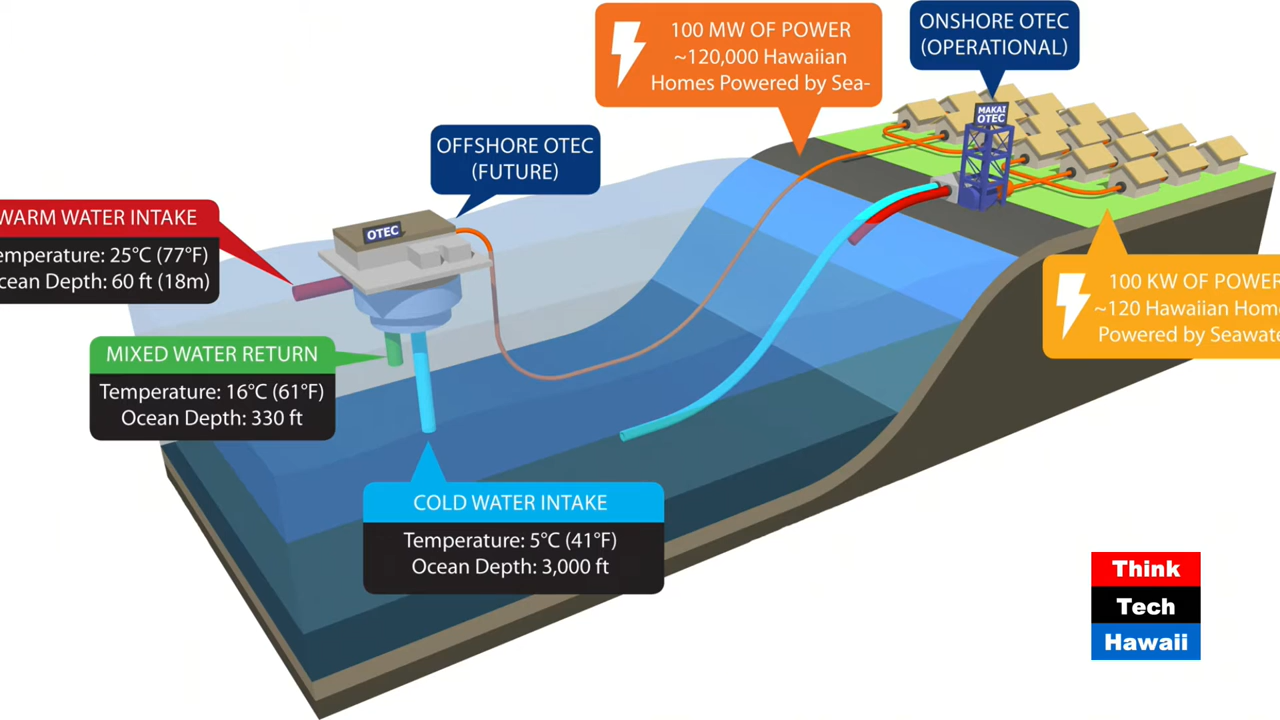 100 MW OF POWER
~120,000 Hawaiian
Homes Powered by Sea-
ONSHORE OTEC
(OPERATIONAL)
MAKAI
OTEC
OFFSHORE OTEC
(FUTURE)
OTEC
WARM WATER INTAKE
emperature: 25°C (77°F)
cean Depth: 60 ft (18m)
100 KW OF POWER
~120 Hawaiian Hom
Powered by Seawate
MIXED WATER RETURN
Temperature: 16°C (61°F)
Ocean Depth: 330 ft
COLD WATER INTAKE
Temperature: 5°C (41°F)
Ocean Depth: 3,000 ft
Think
Tech
Hawaii